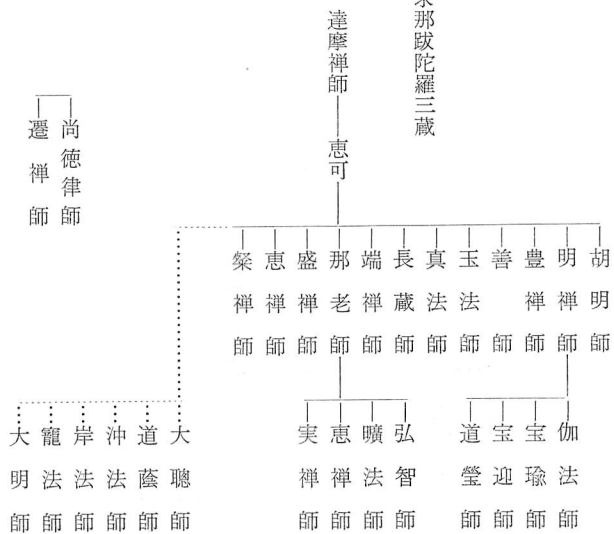 那跋陀羅三蔵
達摩禅師
恵可
胡明師
明禅師
豊禅師
善師
玉法師
真法師
長蔵師
端禅師
那老師
盛禅師
恵禅師
粲禅師
伽法師
宝瑜師
宝迎師
道瑩師
弘智師
曠法師
恵禅師
実禅師
大聰師
道蔭師
沖法師
岸法師
寵法師
大明師
尚徳律師
遷禅師